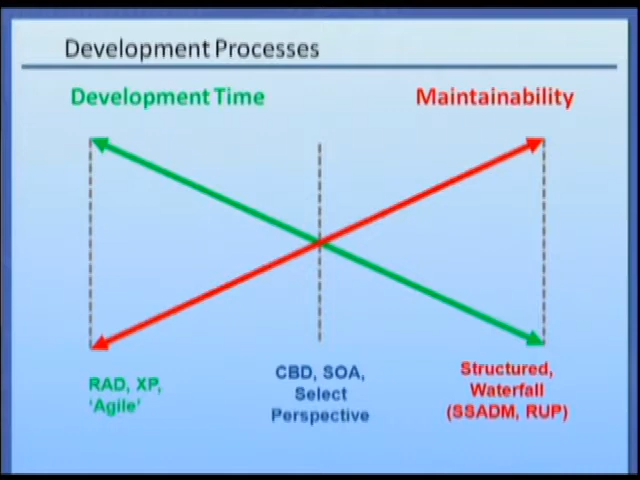 Development Processes
Development Time
Maintainability
RAD, XP,
‘Agile’
CBD, SOA,
Select
Perspective
Structured,
Waterfall
(SSADM, RUP)